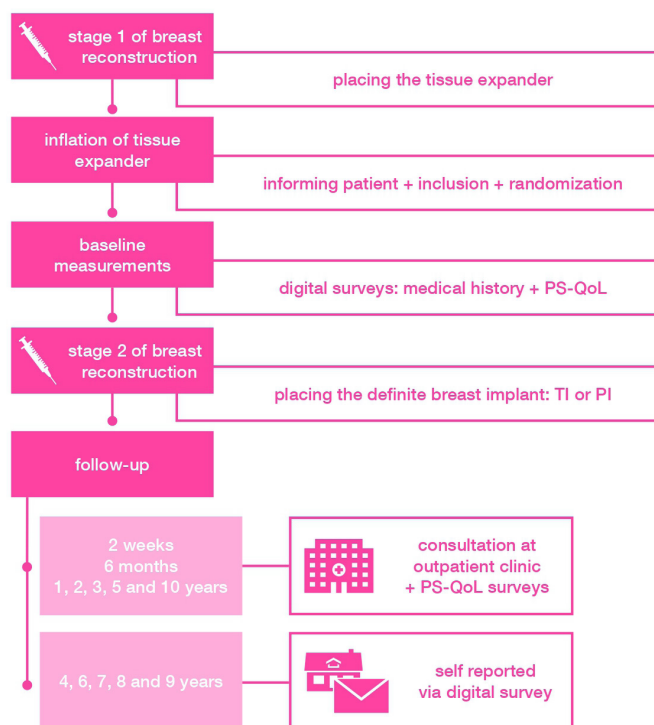 stage 1 of breast
reconstruction
placing the tissue expander
inflation of tissue
expander
informing patient + inclusion + randomization
baseline
measurements
digital surveys: medical history + PS-QoL
stage 2 of breast
reconstruction
placing the definite breast implant: TI or PI
follow-up
2 weeks
6 months
1, 2, 3, 5 and 10 years
consultation at
outpatient clinic
+ PS-QoL surveys
4, 6, 7, 8 and 9 years
self reported
via digital survey